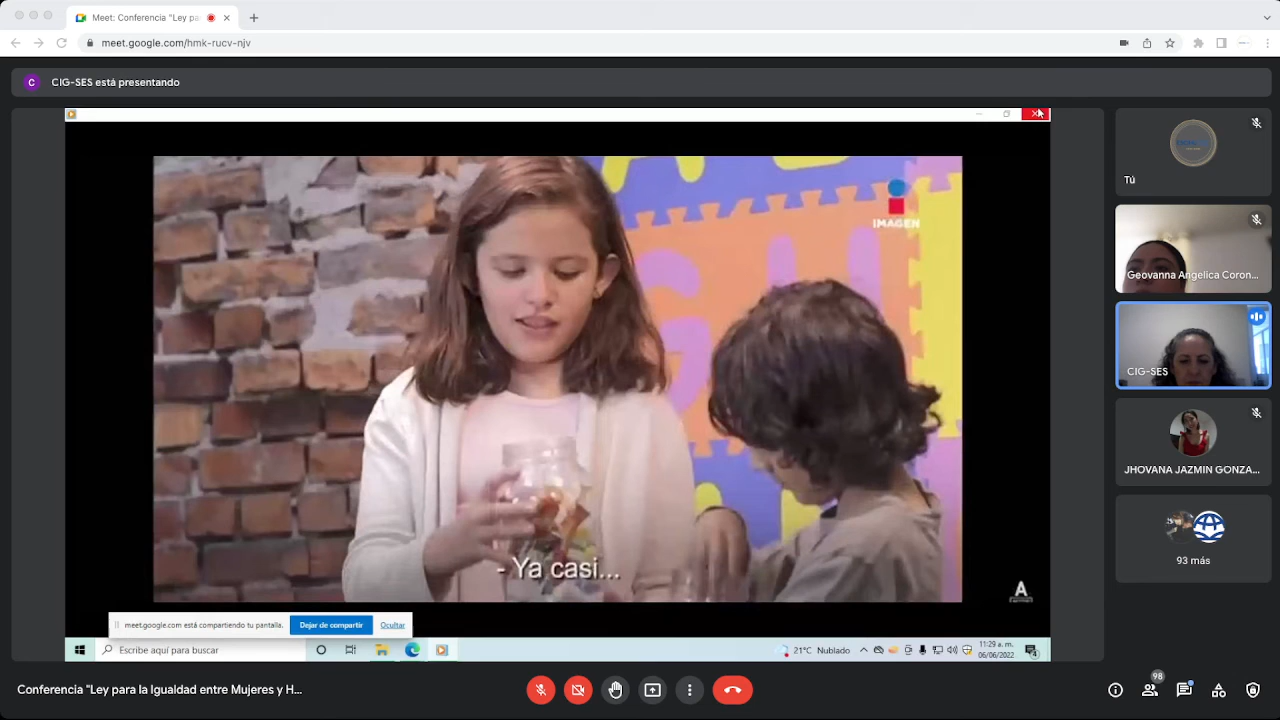 Meet: Conferencia "Ley pa
meet.google.com/hmk-rucv-njv
C
CIG-SES está presentando
IMAGEN
- Ya casi...
A
meet.google.com está compartiendo tu pantalla.
Dejar de compartir
Ocultar
Escribe aquí para buscar
21°C Nublado
11:29 a. m.
06/06/2022
4
Tú
Geovanna Angelica Coron...
CIG-SES
JHOVANA JAZMIN GONZA...
93 más
Conferencia "Ley para la Igualdad entre Mujeres y H...
98